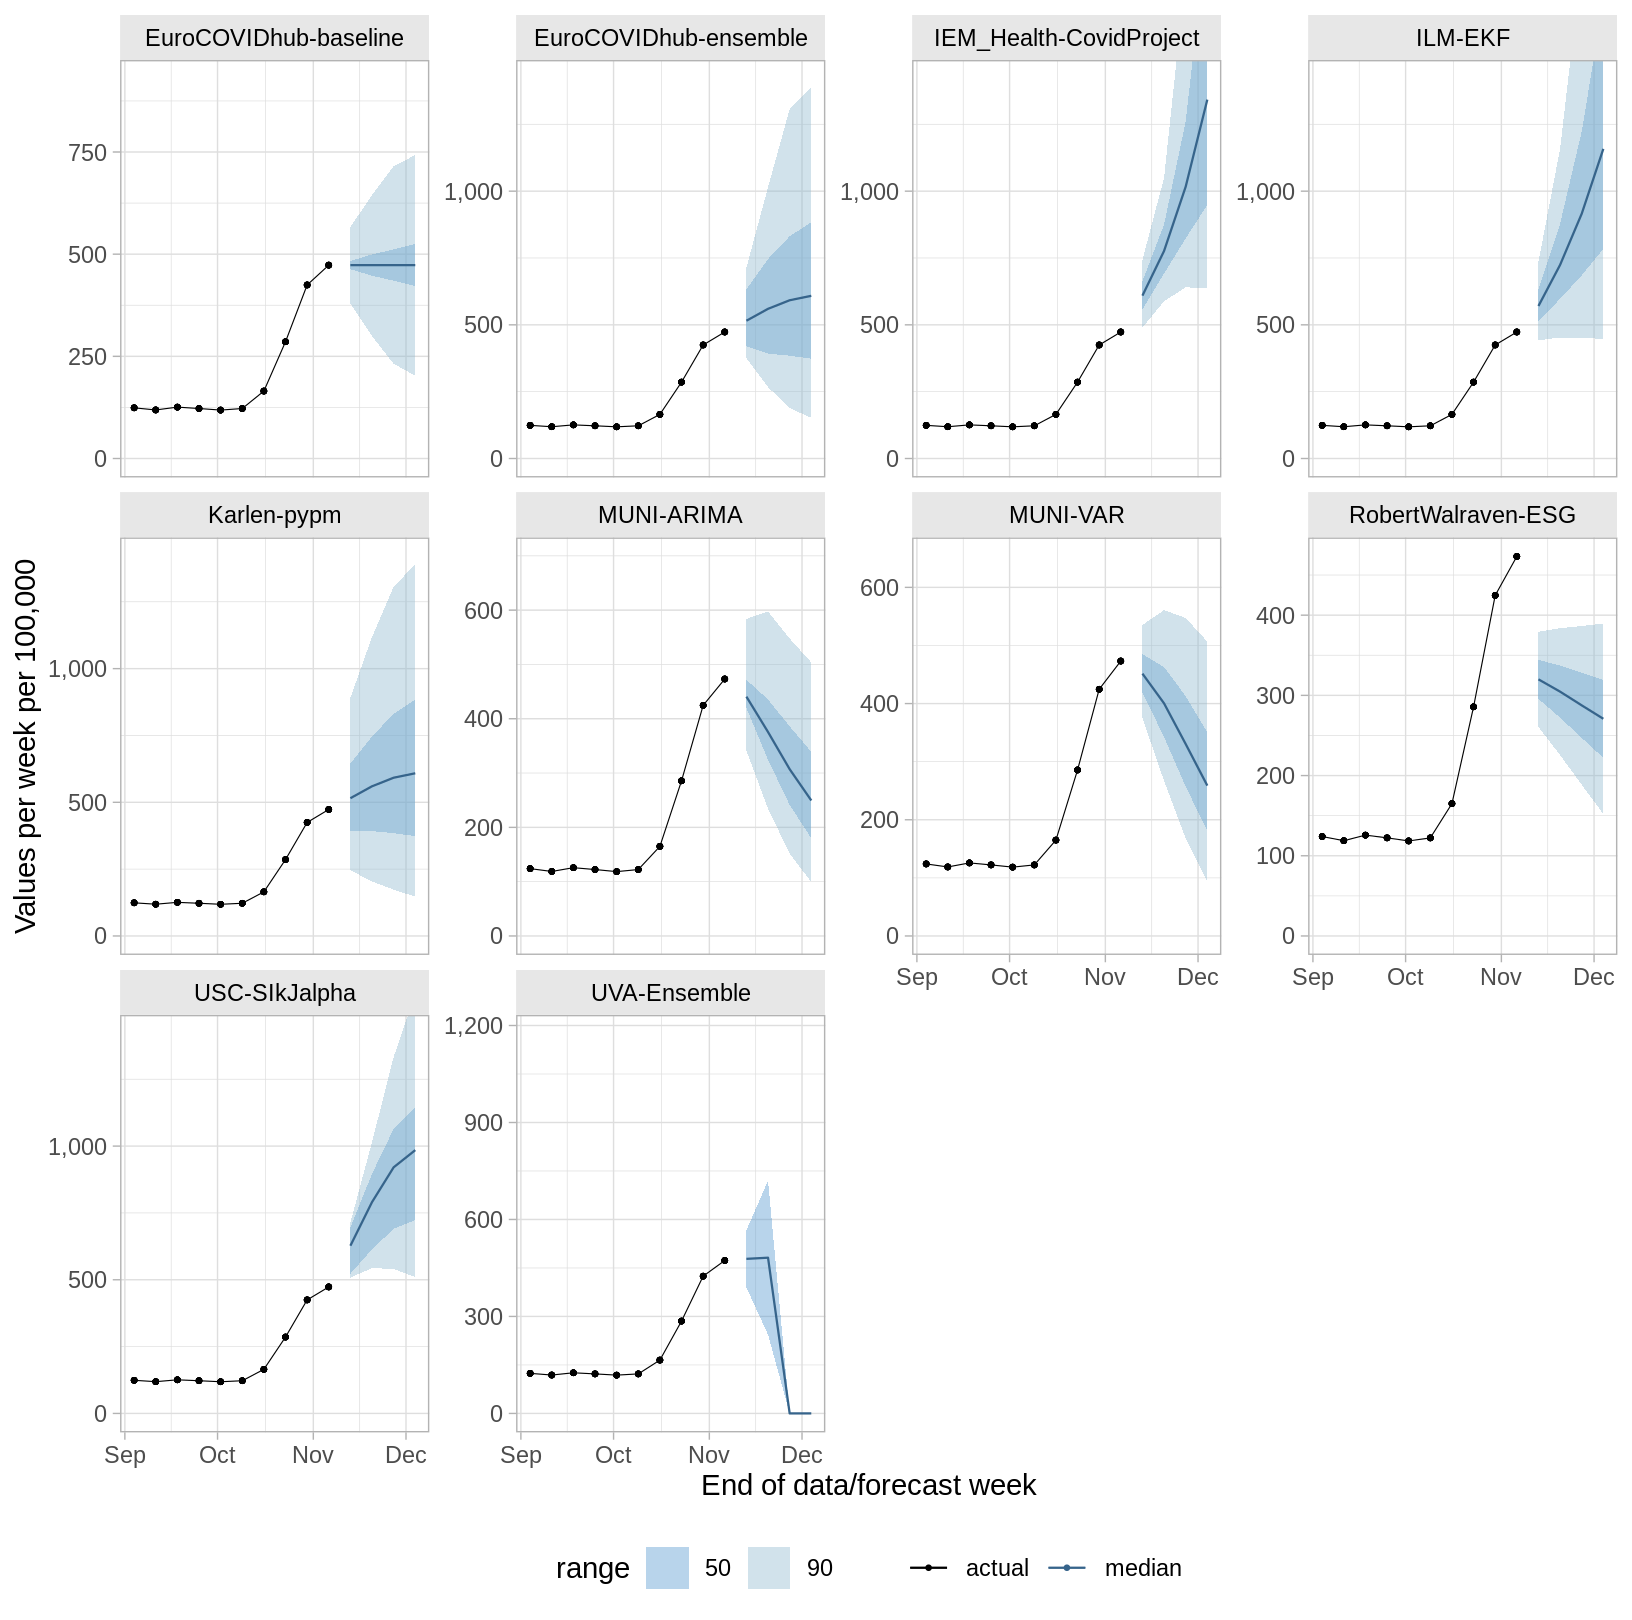 EuroCOVIDhub-baseline
EuroCOVIDhub-ensemble
IEM_Health-CovidProject
ILM-EKF
750
500
250
0
1,000
500
0
1,000
500
0
1,000
500
0
Karlen-pypm
MUNI-ARIMA
MUNI-VAR
RobertWalraven-ESG
Values per week per 100,000
1,000
500
0
600
400
200
0
600
400
200
0
400
300
200
100
0
Sep Oct Nov Dec
Sep Oct Nov Dec
USC-SIkJalpha
UVA-Ensemble
1,000
500
0
1,200
900
600
300
0
Sep Oct Nov Dec
Sep Oct Nov Dec
End of data/forecast week
range 50 90 actual median